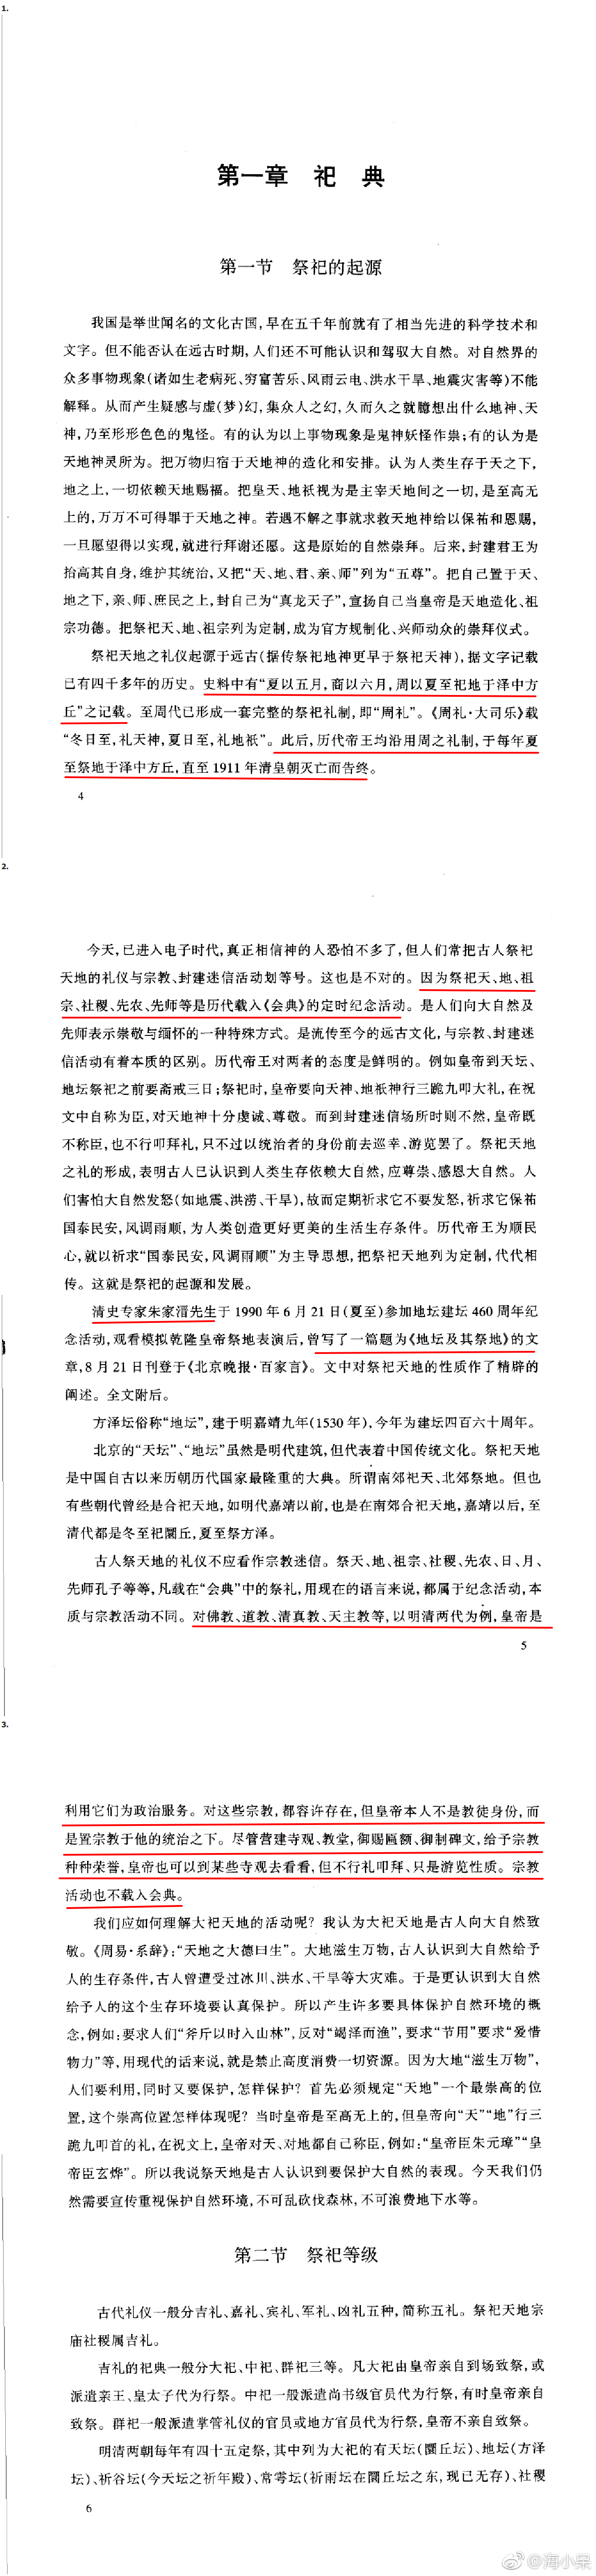 1.
第一章 祀 典
第一节 祭祀的起源
我国是举世闻名的文化古国,早在五千年前就有了相当先进的科学技术和
文字。但不能否认在远古时期,人们还不可能认识和驾驭大自然。对自然界的
众多事物现象(诸如生老病死、穷富苦乐、风雨云电、洪水干旱、地震灾害等)不能
解释。从而产生疑感与虚(梦)幻,集众人之幻,久而久之就臆想出什么地神、天
神,乃至形形色色的鬼怪。有的认为以上事物现象是鬼神妖怪作祟;有的认为是
天地神灵所为。把万物归宿于天地神的造化和安排。认为人类生存于天之下,
地之上,一切依赖天地赐福。把皇天、地祇视为是主宰天地间之一切,是至高无
上的,万万不可得罪于天地之神。若遇不解之事就求救天地神给以保祐和恩赐,
一旦愿望得以实现,就进行拜谢还愿。这是原始的自然崇拜。后来,封建君王为
抬高其自身,维护其统治,又把“天、地、君、亲、师”列为“五尊”。把自己置于天、
地之下,亲、师、庶民之上,封自己为“真龙天子”,宣扬自己当皇帝是天地造化、祖
宗功德。把祭祀天、地、祖宗列为定制,成为官方规制化、兴师动众的崇拜仪式。
祭祀天地之礼仪起源于远古(据传祭祀地神更早于祭祀天神),据文字记载
已有四千多年的历史。史料中有“夏以五月,商以六月,周以夏至祀地于泽中方
丘”之记载。至周代已形成一套完整的祭祀礼制,即“周礼”。《周礼·大司乐》载
“冬日至,礼天神,夏日至,礼地祇”。此后,历代帝王均沿用周之礼制,于每年夏
至祭地于泽中方丘,直至1911年清皇朝灭亡而告终。
4
2.
今天,已进入电子时代,真正相信神的人恐怕不多了,但人们常把古人祭祀
天地的礼仪与宗教、封建迷信活动划等号。这也是不对的。因为祭祀天、地、祖
宗、社稷、先农、先师等是历代载入《会典》的定时纪念活动。是人们向大自然及
先师表示崇敬与缅怀的一种特殊方式。是流传至今的远古文化,与宗教、封建迷
信活动有着本质的区别。历代帝王对两者的态度是鲜明的。例如皇帝到天坛、
地坛祭祀之前要斋戒三日;祭祀时,皇帝要向天神、地祇神行三跪九叩大礼,在祝
文中自称为臣,对天地神十分虔诚、尊敬。而到封建迷信场所时则不然,皇帝既
不称臣,也不行叩拜礼,只不过以统治者的身份前去巡幸、游览罢了。祭祀天地
之礼的形成,表明古人已认识到人类生存依赖大自然,应尊崇、感恩大自然。人
们害怕大自然发怒(如地震、洪涝、干旱),故而定期祈求它不要发怒,祈求它保祐
国泰民安,风调雨顺,为人类创造更好更美的生活生存条件。历代帝王为顺民
心,就以祈求“国泰民安,风调雨顺”为主导思想,把祭祀天地列为定制,代代相
传。这就是祭祀的起源和发展。
清史专家朱家溍先生于1990年6月21日(夏至)参加地坛建坛460周年纪
念活动,观看模拟乾隆皇帝祭地表演后,曾写了一篇题为《地坛及其祭地》的文
章,8月21日刊登于《北京晚报·百家言》。文中对祭祀天地的性质作了精辟的
阐述。全文附后。
方泽坛俗称“地坛”,建于明嘉靖九年(1530年),今年为建坛四百六十周年。
北京的“天坛”、“地坛”虽然是明代建筑,但代表着中国传统文化。祭祀天地
是中国自古以来历朝历代国家最隆重的大典。所谓南郊祀天、北郊祭地。但也
有些朝代曾经是合祀天地,如明代嘉靖以前,也是在南郊合祀天地,嘉靖以后,至
清代都是冬至祀圜丘,夏至祭方泽。
古人祭天地的礼仪不应看作宗教迷信。祭天、地、祖宗、社稷、先农、日、月、
先师孔子等等,凡载在“会典”中的祭礼,用现在的语言来说,都属于纪念活动,本
质与宗教活动不同。对佛教、道教、清真教、天主教等,以明清两代为例,皇帝是
5
3.
利用它们为政治服务。对这些宗教,都容许存在,但皇帝本人不是教徒身份,而
是置宗教于他的统治之下。尽管营建寺观、教堂,御赐匾额、御制碑文,给予宗教
种种荣誉,皇帝也可以到某些寺观去看看,但不行礼叩拜、只是游览性质。宗教
活动也不载入会典。
我们应如何理解大祀天地的活动呢?我认为大祀天地是古人向大自然致
敬。《周易·系辞》:“天地之大德曰生”。大地滋生万物,古人认识到大自然给予
人的生存条件,古人曾遭受过冰川、洪水、干旱等大灾难。于是更认识到大自然
给予人的这个生存环境要认真保护。所以产生许多要具体保护自然环境的概
念,例如:要求人们“斧斤以时入山林”,反对“竭泽而渔”,要求“节用”要求“爱惜
物力”等,用现代的话来说,就是禁止高度消费一切资源。因为大地“滋生万物”,
人们要利用,同时又要保护,怎样保护?首先必须规定“天地”一个最崇高的位
置,这个崇高位置怎样体现呢?当时皇帝是至高无上的,但皇帝向“天”“地”行三
跪九叩首的礼,在祝文上,皇帝对天、对地都自己称臣,例如:“皇帝臣朱元璋”“皇
帝臣玄烨”。所以我说祭天地是古人认识到要保护大自然的表现。今天我们仍
然需要宣传重视保护自然环境,不可乱砍伐森林,不可浪费地下水等。
第二节 祭祀等级
古代礼仪一般分吉礼、嘉礼、宾礼、军礼、凶礼五种,简称五礼。祭祀天地宗
庙社稷属吉礼。
吉礼的祀典一般分大祀、中祀、群祀三等。凡大祀由皇帝亲自到场致祭,或
派遣亲王、皇太子代为行祭。中祀一般派遣尚书级官员代为行祭,有时皇帝亲自
致祭。群祀一般派遣掌管礼仪的官员或地方官员代为行祭,皇帝不亲自致祭。
明清两朝每年有四十五定祭,其中列为大祀的有天坛(圜丘坛)、地坛(方泽
坛)、祈谷坛(今天坛之祈年殿)、常雩坛(祈雨坛在圜丘坛之东,现已无存)、社稷
6
@海小呆